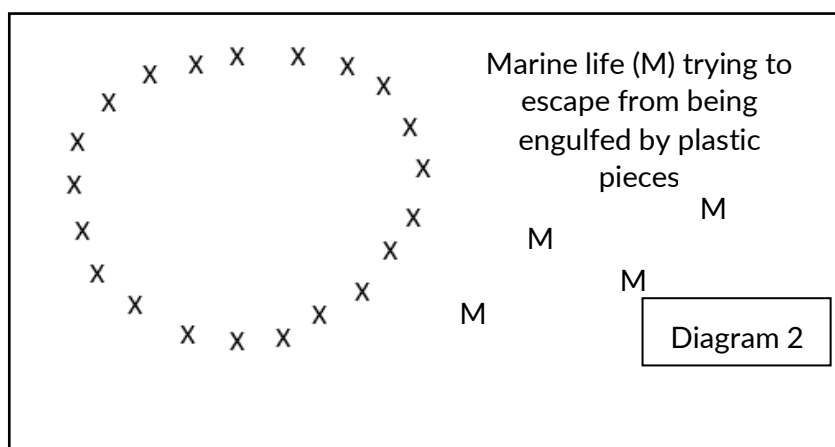 X X X X X
Marine life (M) trying to
X X
escape from being
X X
engulfed by plastic
X X
pieces
X X
M
X X
M
X X
M
X X
M
X X
X X X
Diagram 2